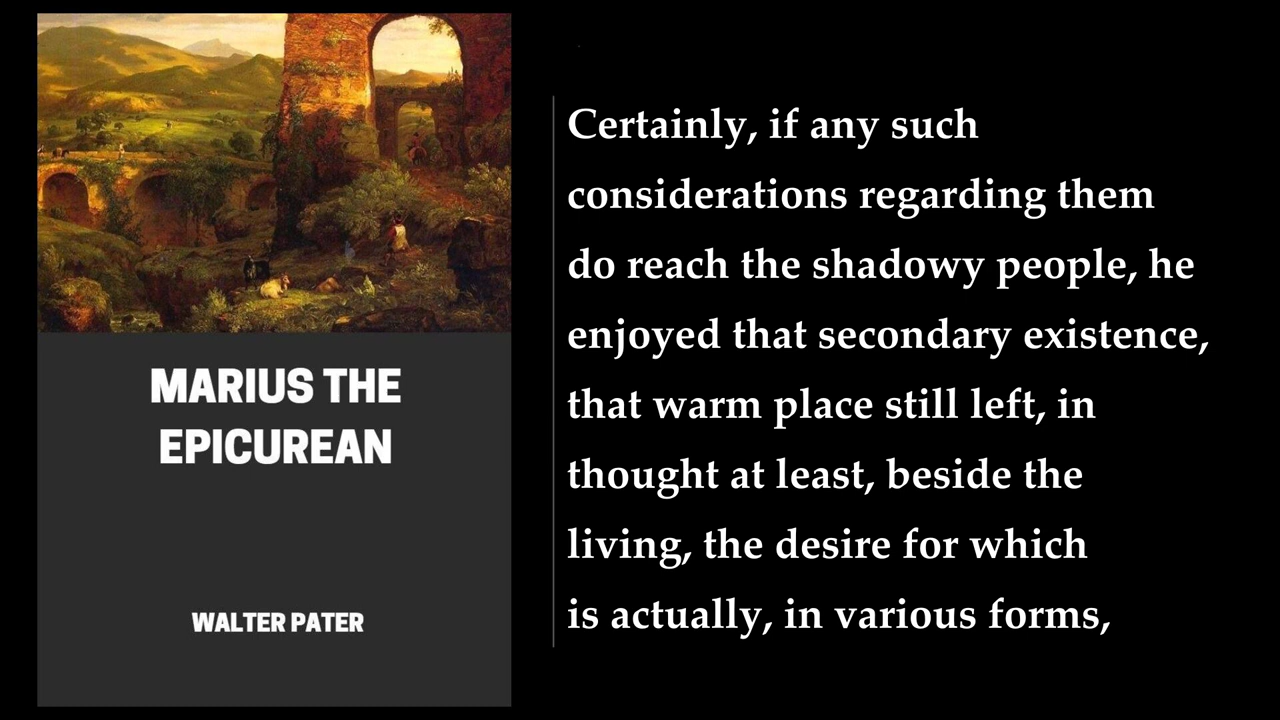 MARIUS THE
EPICUREAN
WALTER PATER
Certainly, if any such
considerations regarding them
do reach the shadowy people, he
enjoyed that secondary existence,
that warm place still left, in
thought at least, beside the
living, the desire for which
is actually, in various forms,